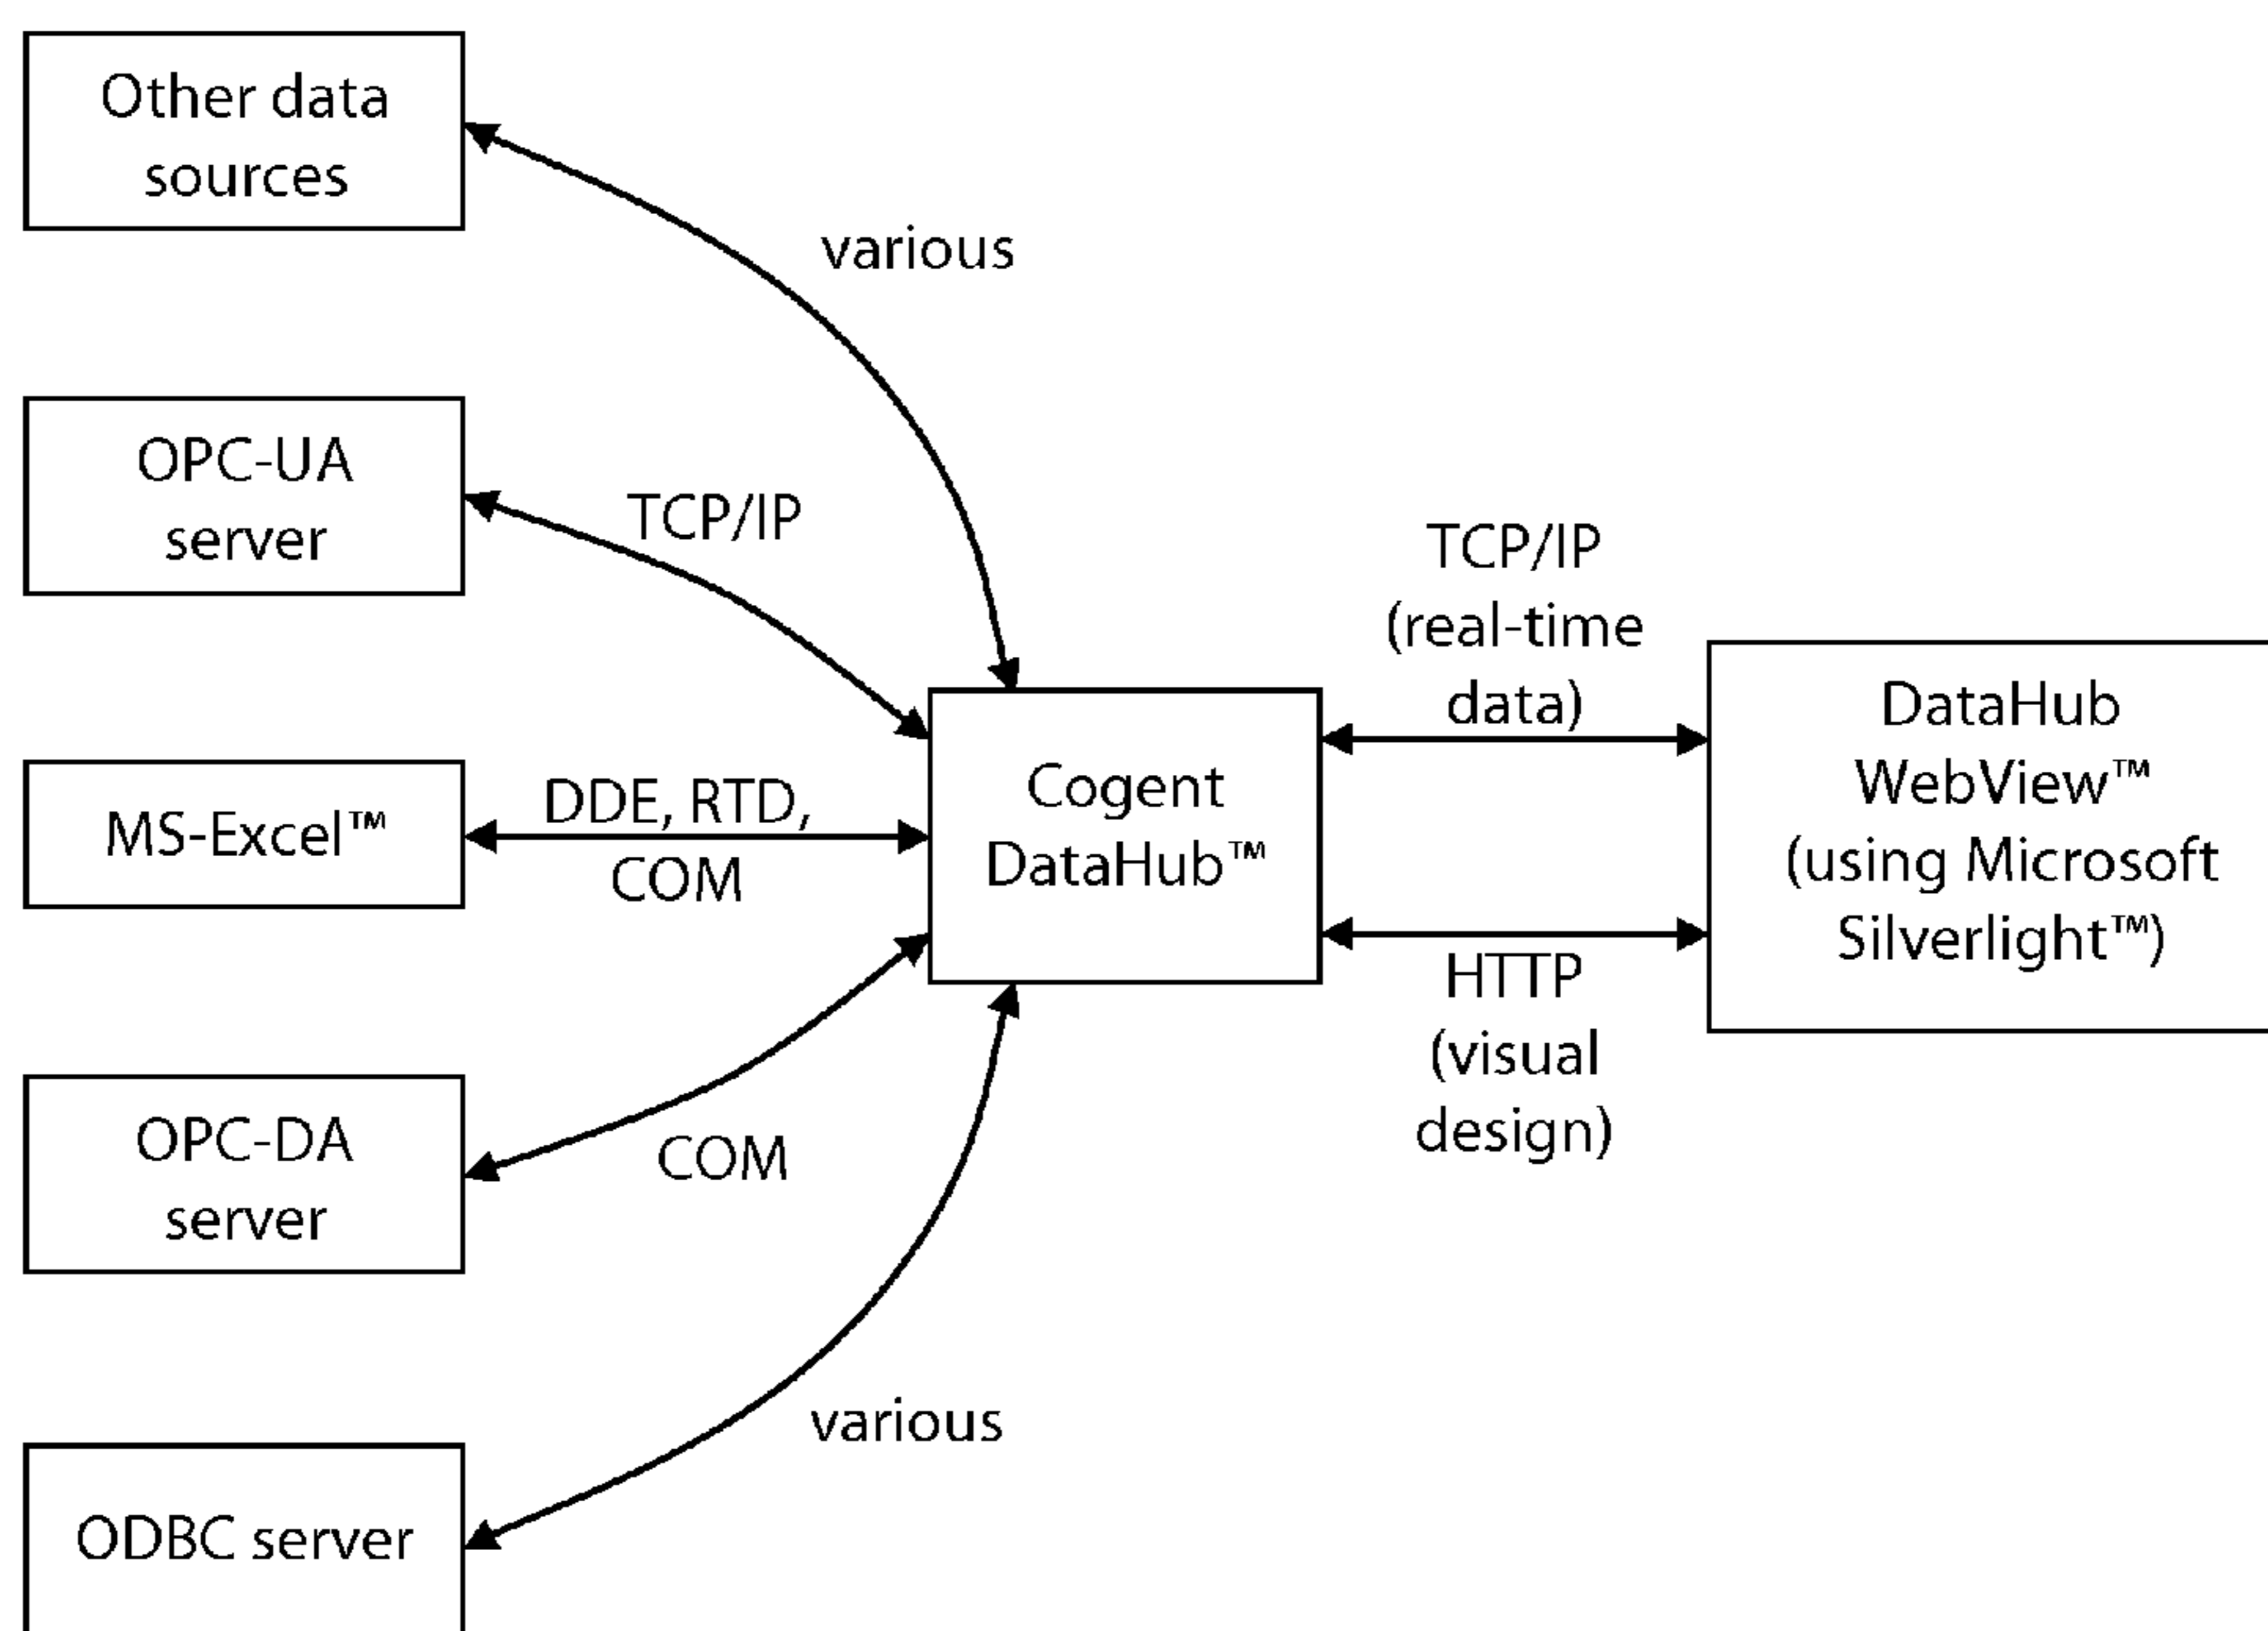 Other data
sources
various
OPC-UA
server
TCP/IP
MS-Excel™
DDE, RTD,
COM
OPC-DA
server
COM
ODBC server
various
Cogent
DataHub™
TCP/IP
(real-time
data)
HTTP
(visual
design)
DataHub
WebView™
(using Microsoft
Silverlight™)